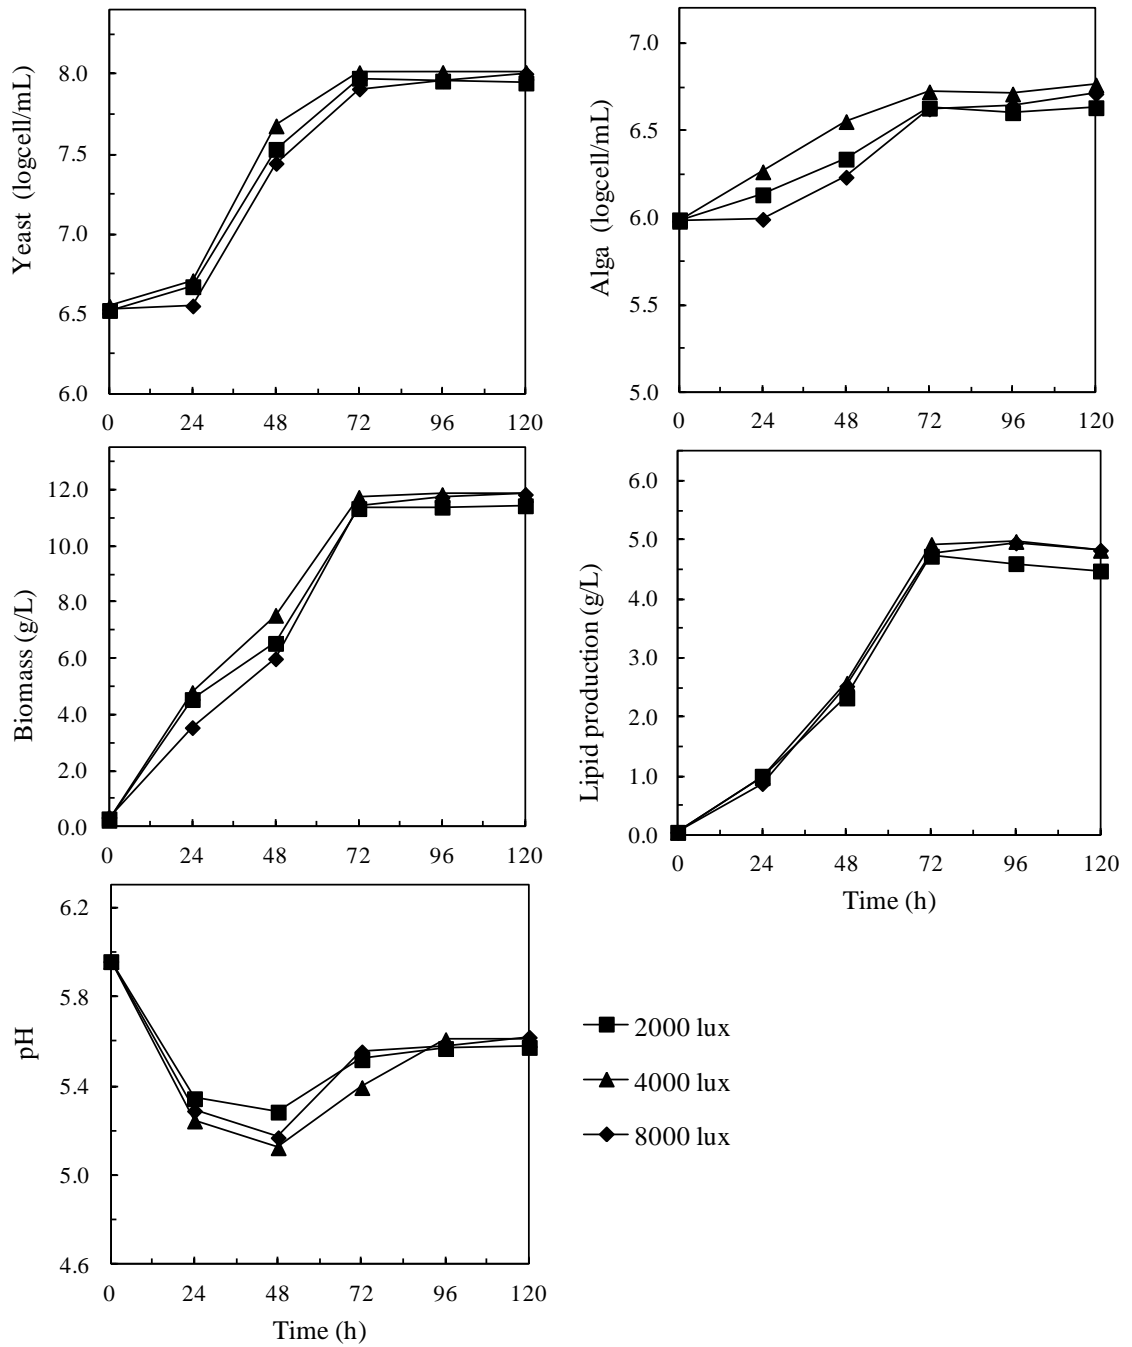 Yeast (logcell/mL)
8.0
7.5
7.0
6.5
6.0
0 24 48 72 96 120
Alga (logcell/mL)
7.0
6.5
6.0
5.5
5.0
0 24 48 72 96 120
Biomass (g/L)
12.0
10.0
8.0
6.0
4.0
2.0
0.0
0 24 48 72 96 120
Lipid production (g/L)
6.0
5.0
4.0
3.0
2.0
1.0
0.0
0 24 48 72 96 120
Time (h)
pH
6.2
5.8
5.4
5.0
4.6
0 24 48 72 96 120
Time (h)
2000 lux
4000 lux
8000 lux